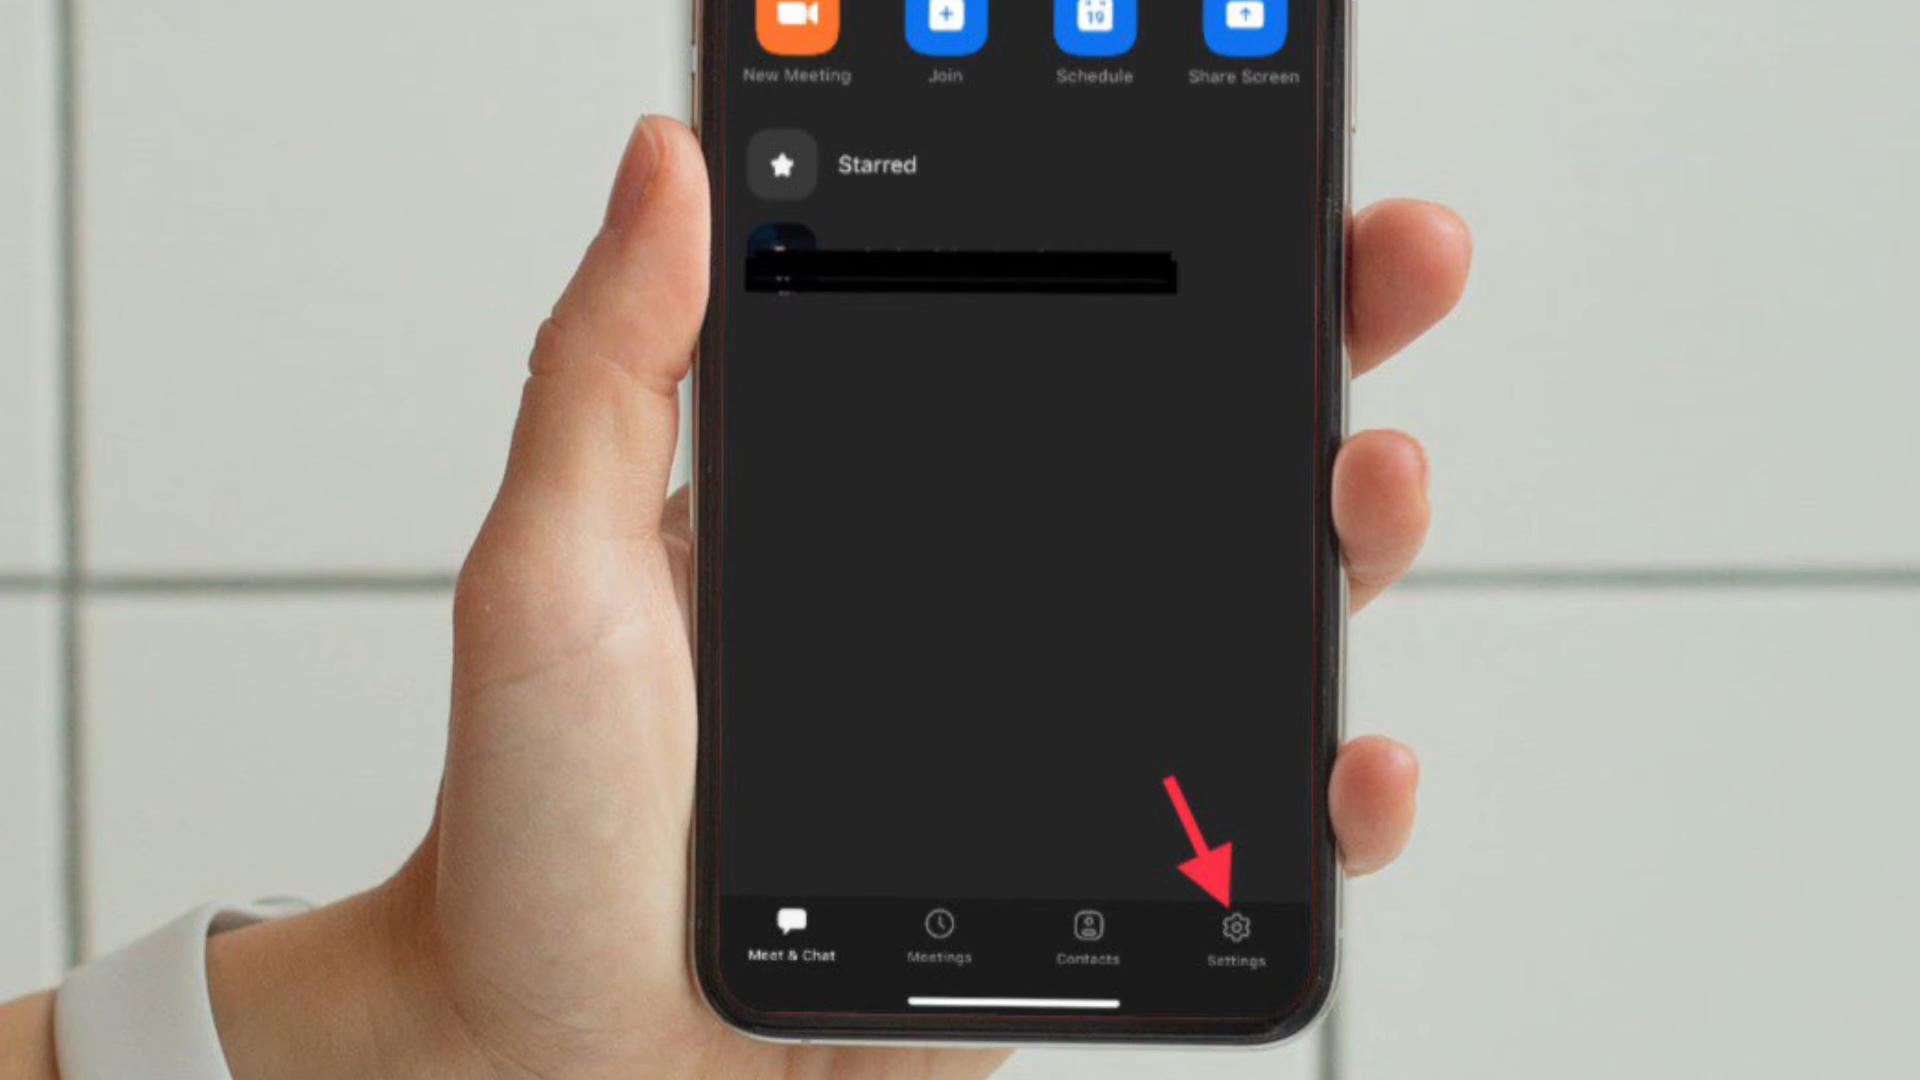 19
New Meeting
Join
Schedule
Share Screen
Starred
Meet & Chat
Meetings
Contacts
Settings